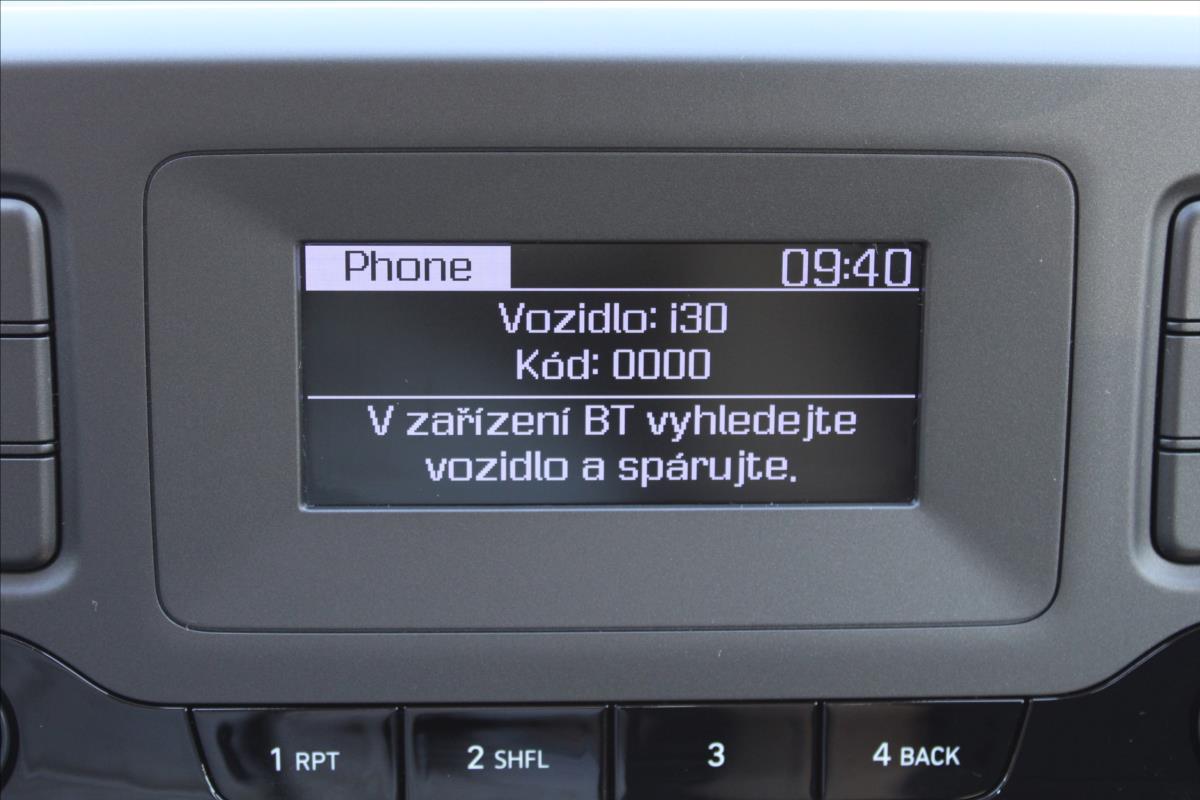 Phone 09:40
Vozidlo: i30
Kód: 0000
V zařízení BT vyhledejte
vozidlo a spárujte.
1 RPT 2 SHFL 3 4 BACK